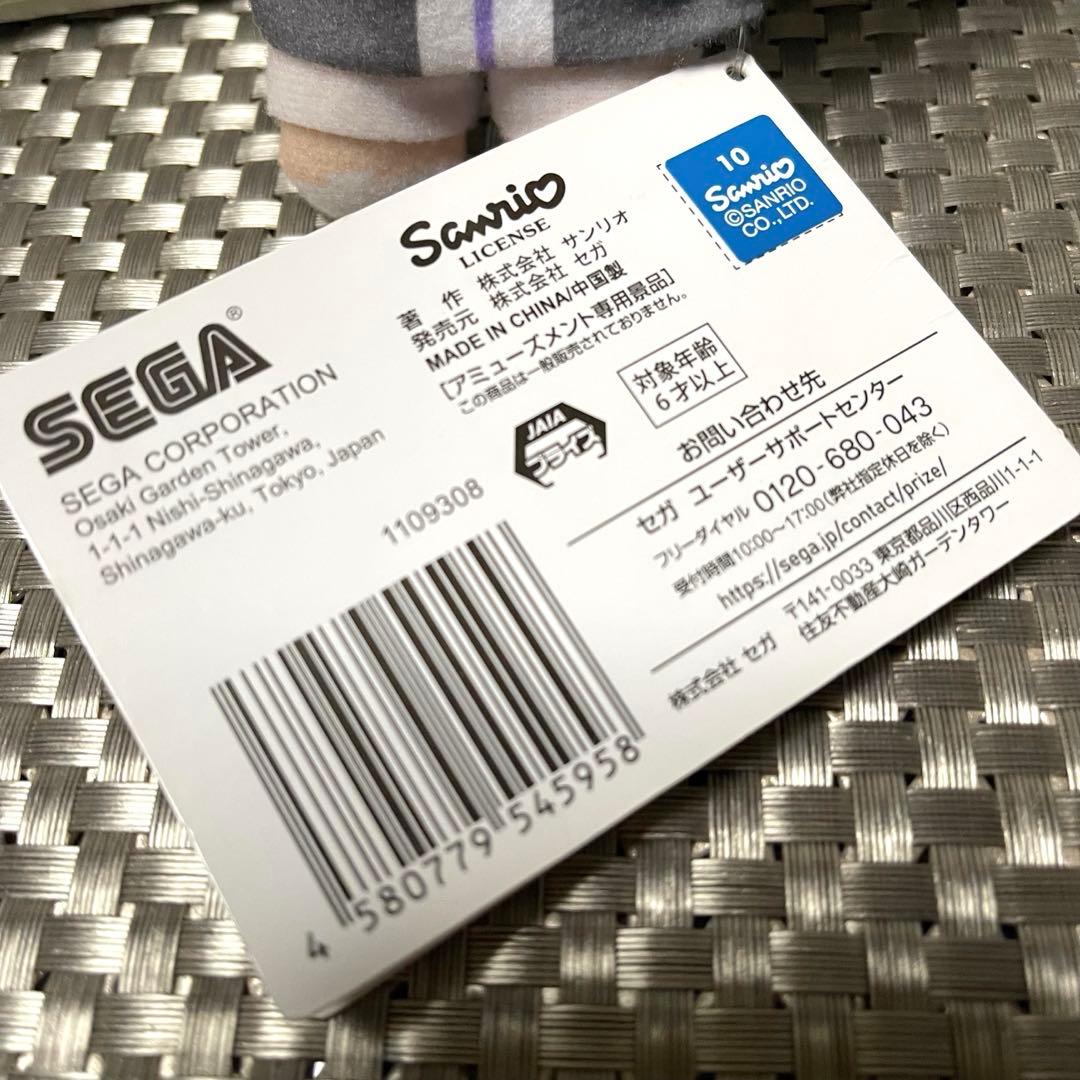 Sanrio
LICENSE
著 作 株式会社 サンリオ
発売元 株式会社 セガ
MADE IN CHINA/中国製
[アミューズメント専用景品]
この商品は一般販売されておりません。
10
Sanrio
©SANRIO
CO.,LTD.
SEGA®
SEGA CORPORATION
Osaki Garden Tower,
1-1-1 Nishi-Shinagawa,
Shinagawa-ku, Tokyo, Japan
JAIA
プライズ
対象年齢
6才以上
お問い合わせ先
セガ ユーザーサポートセンター
フリーダイヤル 0120-680-043
受付時間10:00～17:00(弊社指定休日を除く)
https://sega.jp/contact/prize/
株式会社 セガ 〒141-0033 東京都品川区西品川1-1-1
住友不動産大崎ガーデンタワー
1109308
4 580779 545958